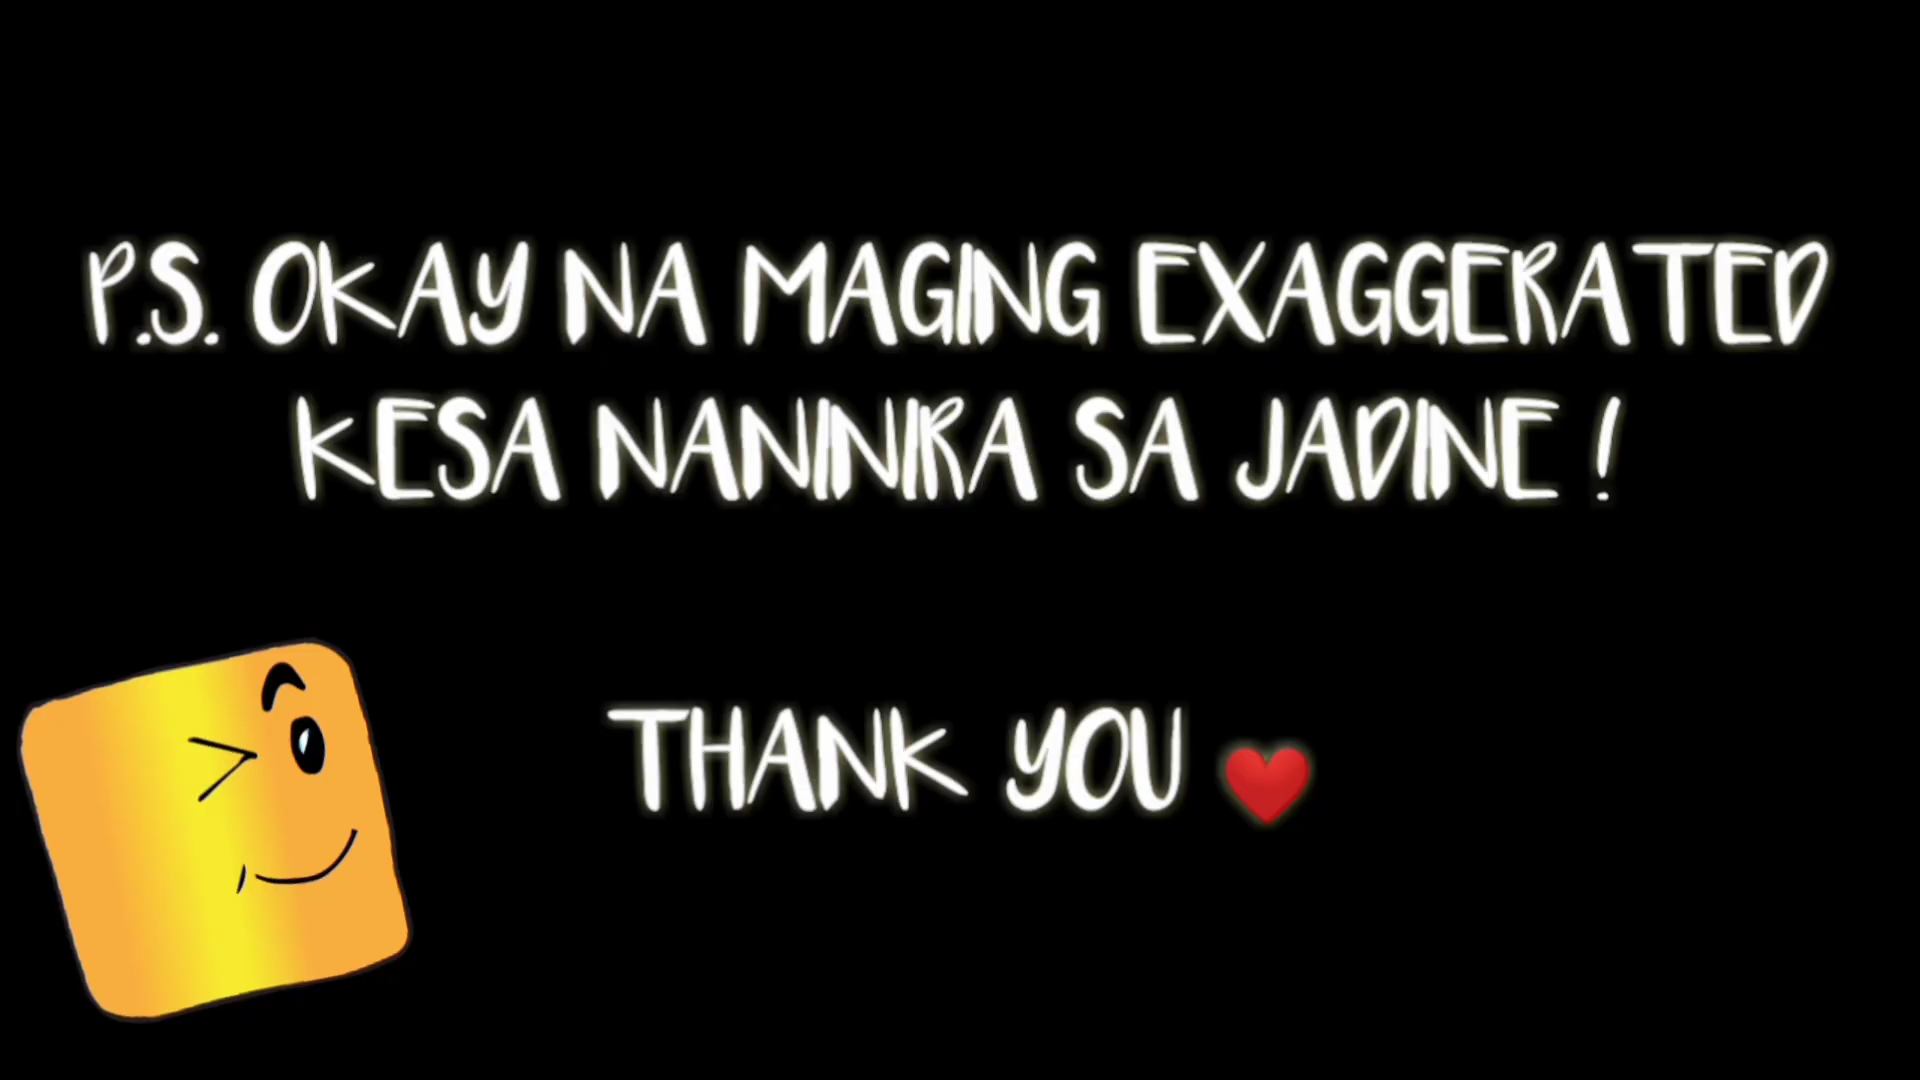 P.S. OKAY NA MAGING EXAGGERATED
KESA NANINIRA SA JADINE !
THANK YOU ❤️